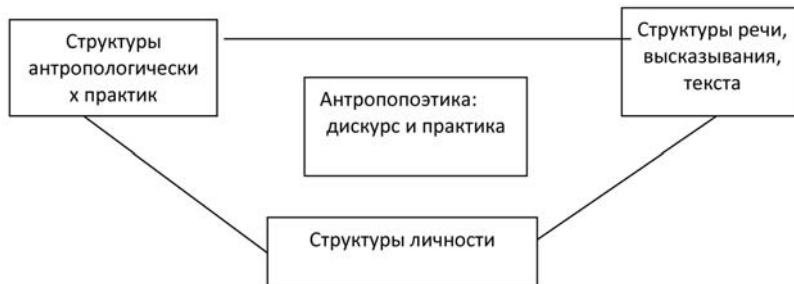 Структуры
антропологически
х практик
Структуры речи,
высказывания,
текста
Антропопоэтика:
дискурс и практика
Структуры личности